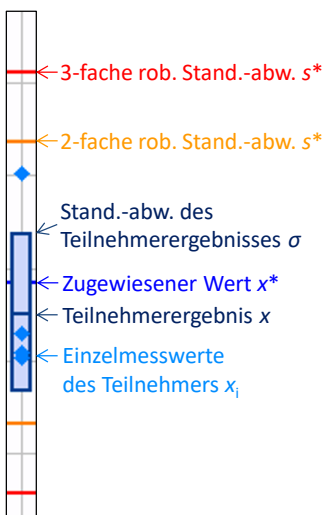 3-fache rob. Stand.-abw. s*
2-fache rob. Stand.-abw. s*
Stand.-abw. des
Teilnehmerergebnisses σ
Zugewiesener Wert x*
Teilnehmerergebnis x
Einzelmesswerte
des Teilnehmers xᵢ